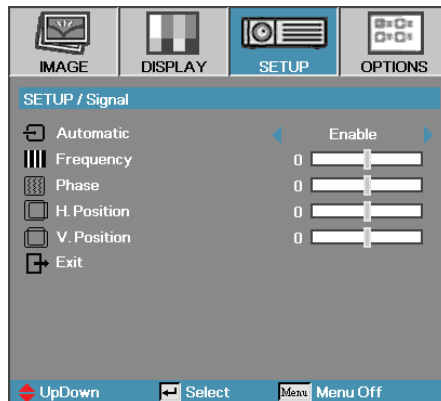 IMAGE DISPLAY SETUP OPTIONS
SETUP / Signal
Automatic Enable
Frequency 0
Phase 0
H. Position 0
V. Position 0
Exit
UpDown Select Menu Menu Off